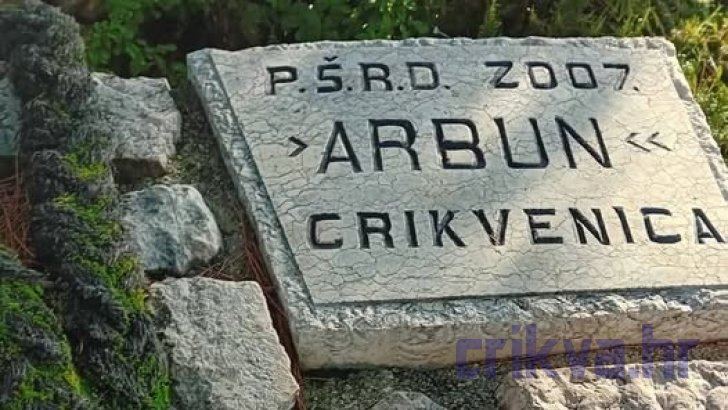 P.Š.R.D. 2007.
>ARBUN<<
CRIKVENICA
crikva.hr